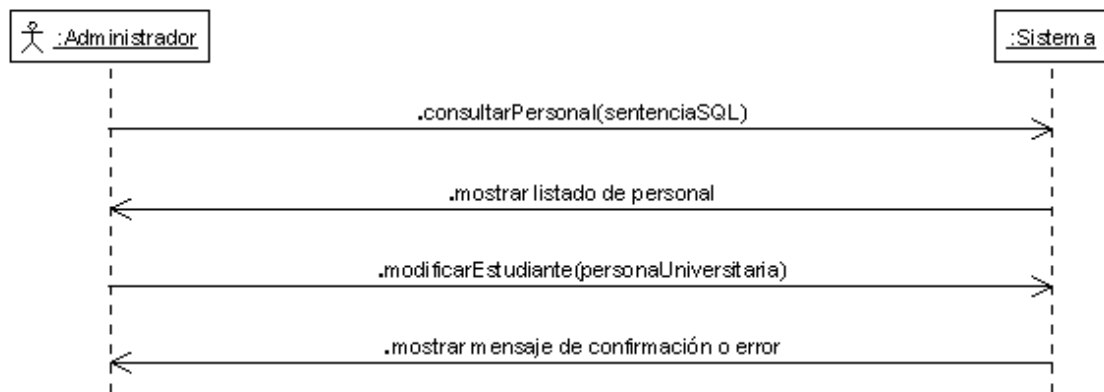 :Administrador
:Sistema
.consultarPersonal(sentenciaSQL)
.mostrar listado de personal
.modificarEstudiante(personaUniversitaria)
.mostrar mensaje de confirmación o error